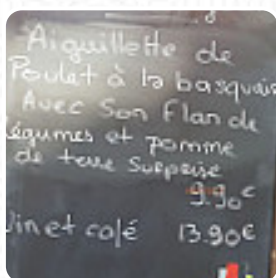 Aiguillette de
Poulet à la basquais
Avec Son Flan de
légumes et pomme
de terre Surprise
9.90€
Vin et café 13.90€